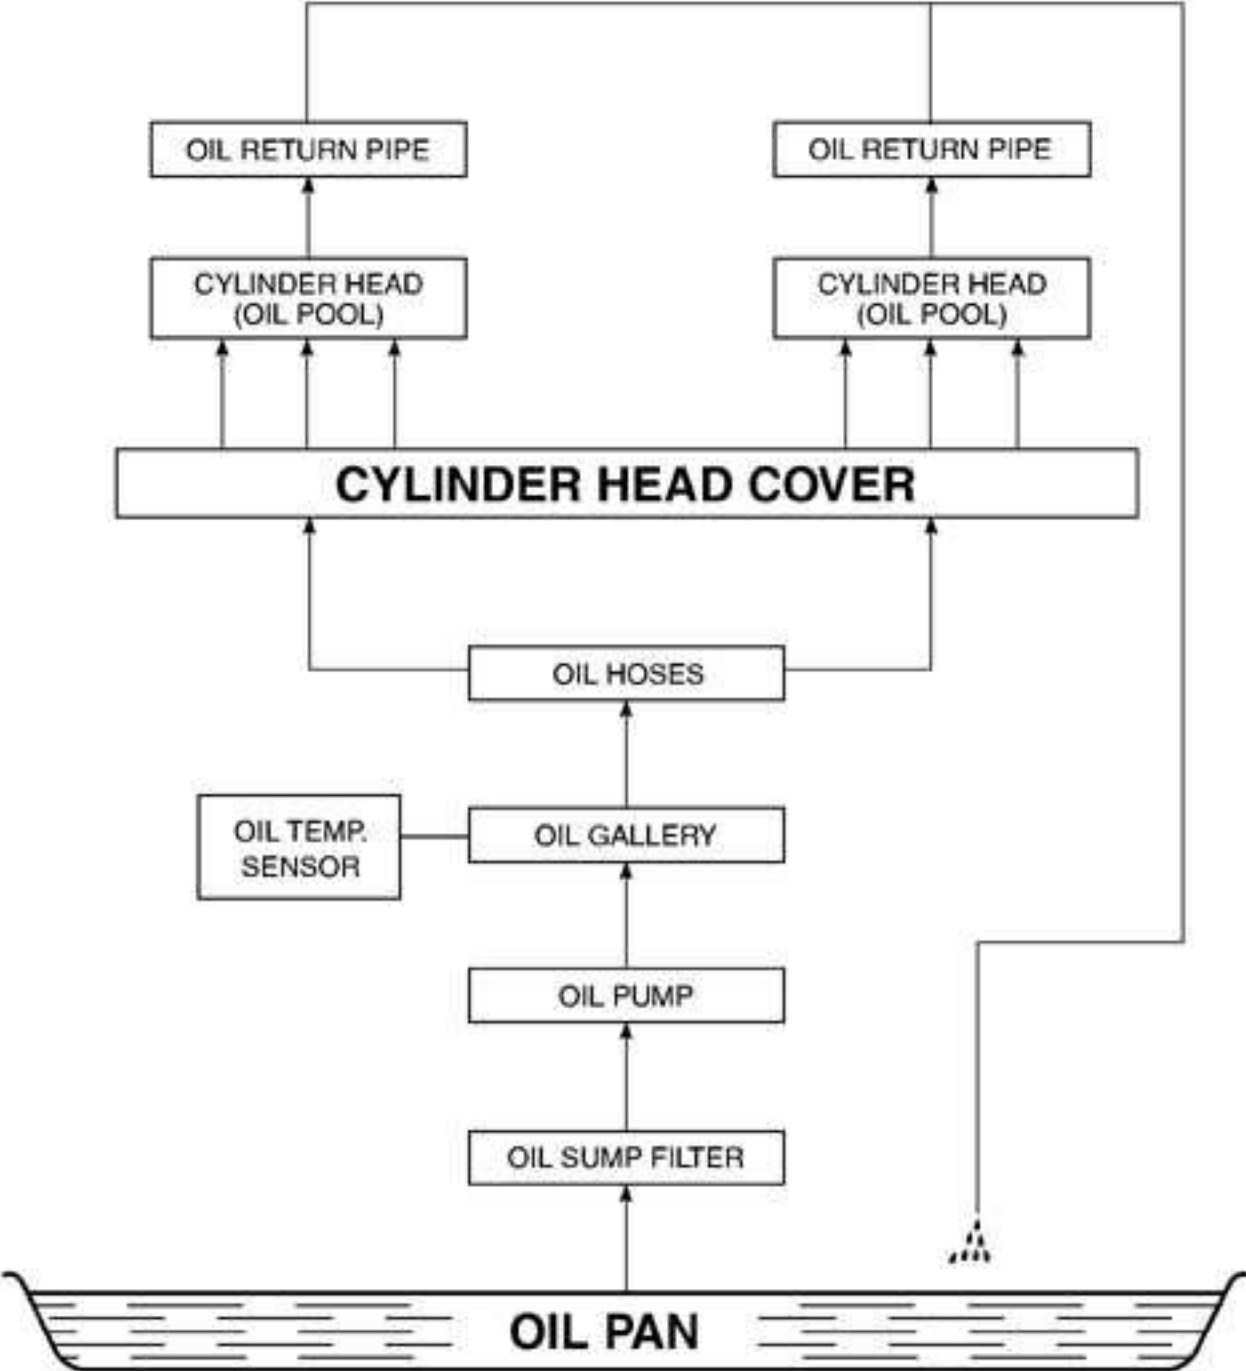 OIL RETURN PIPE
OIL RETURN PIPE
CYLINDER HEAD
(OIL POOL)
CYLINDER HEAD
(OIL POOL)
CYLINDER HEAD COVER
OIL HOSES
OIL TEMP.
SENSOR
OIL GALLERY
OIL PUMP
OIL SUMP FILTER
OIL PAN